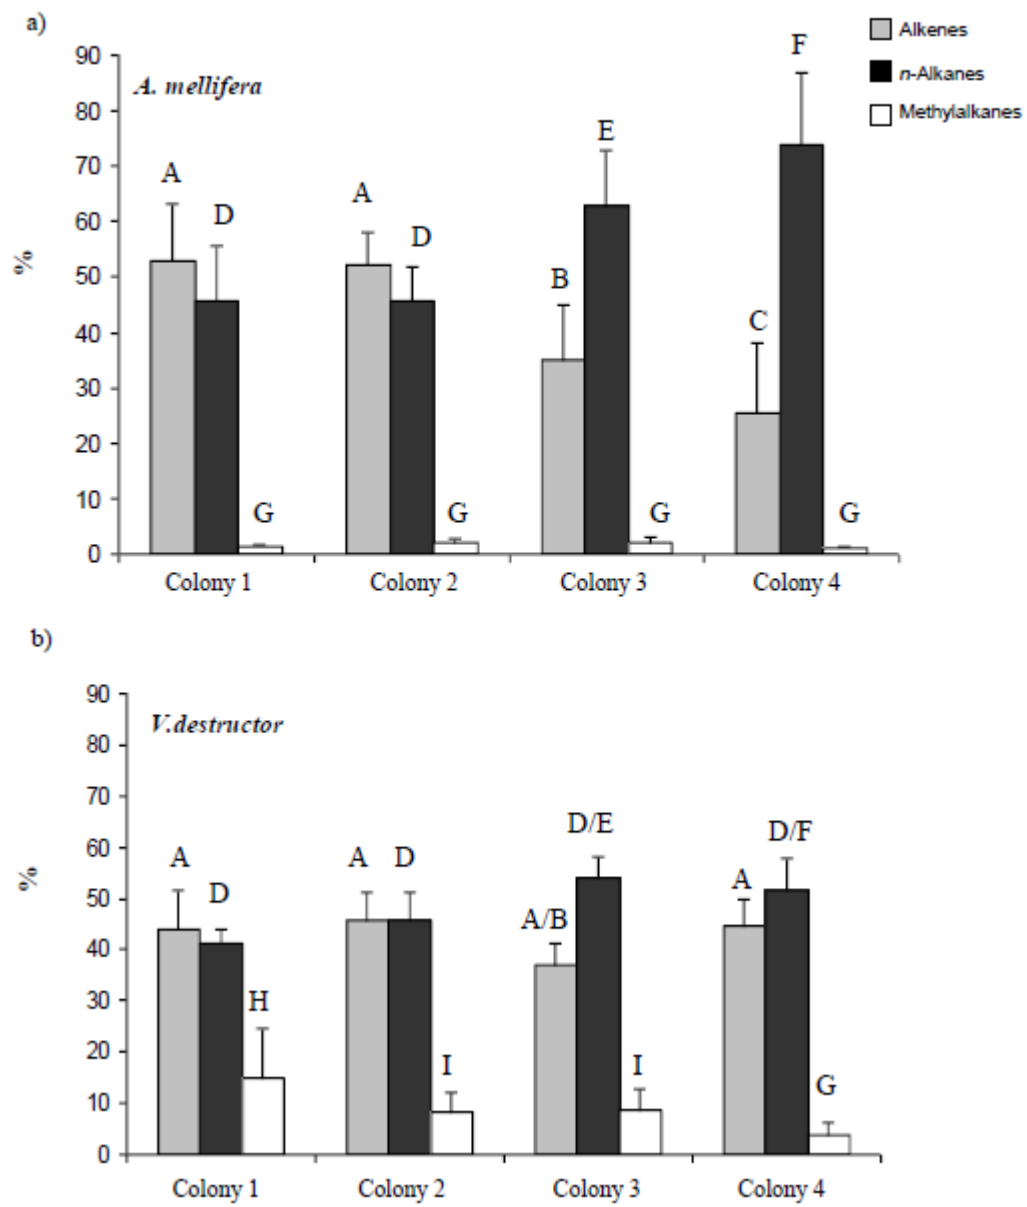 a)
Alkenes
n-Alkanes
Methylalkanes
A. mellifera
%
90
80
70
60
50
40
30
20
10
0
A
D
G
A
D
G
B
E
G
C
F
G
Colony 1
Colony 2
Colony 3
Colony 4
b)
V.destructor
%
90
80
70
60
50
40
30
20
10
0
A
D
H
A
D
I
A/B
D/E
I
A
D/F
G
Colony 1
Colony 2
Colony 3
Colony 4